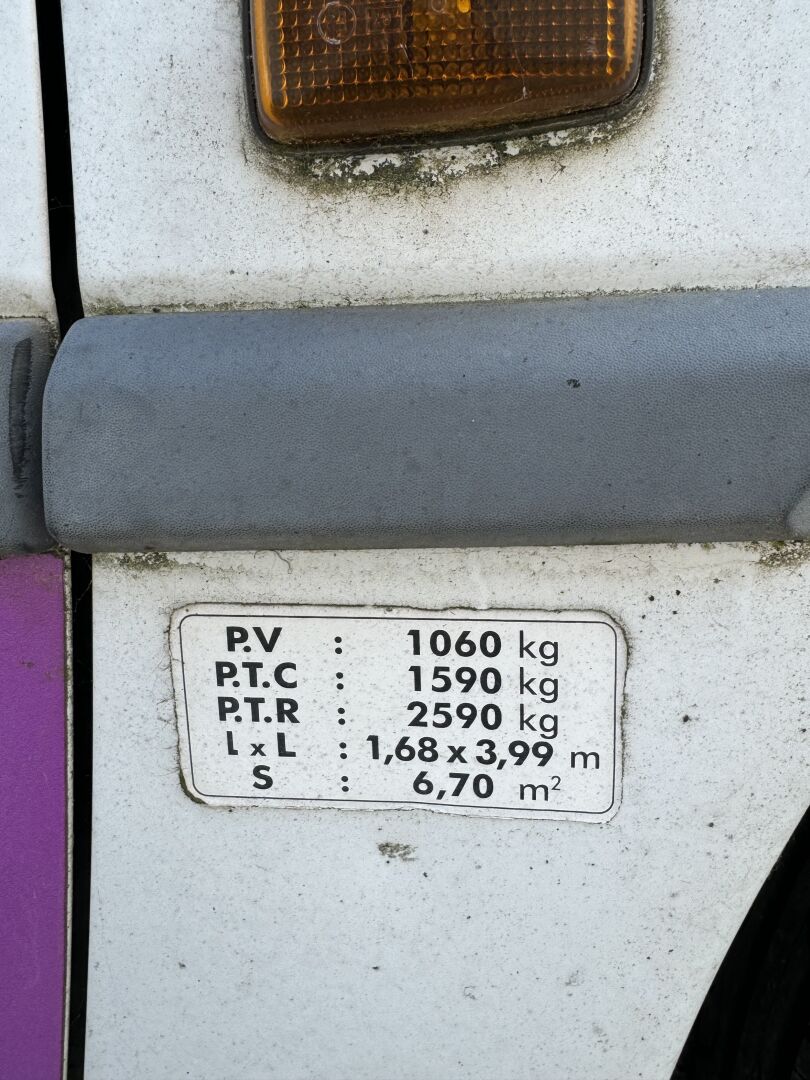 P.V : 1060 kg
P.T.C : 1590 kg
P.T.R : 2590 kg
l x L : 1,68 x 3,99 m
S : 6,70 m²